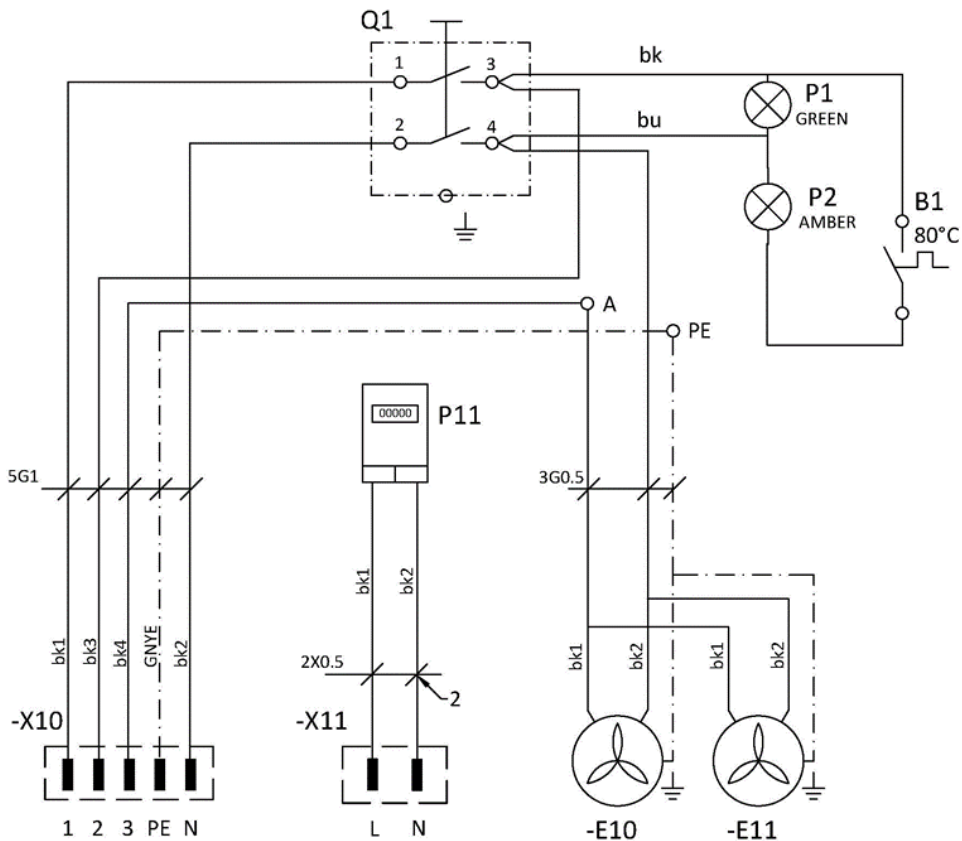 Q1
1 3 bk
P1
GREEN
2 4 bu
P2
AMBER
B1
80°C
A
PE
00000 P11
5G1 3G0.5
bk1 bk3 bk4 GNYE bk2
bk1 bk2
bk1 bk2 bk1 bk2
2X0.5
2
-X10 -X11
1 2 3 PE N L N -E10 -E11